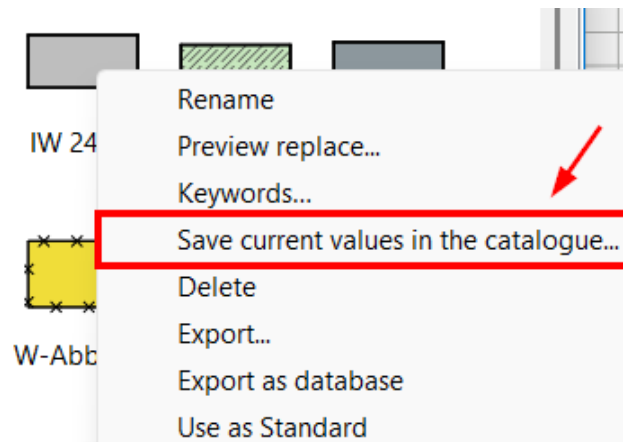 IW 24
Rename
Preview replace...
Keywords...
Save current values in the catalogue...
Delete
W-Abb
Export...
Export as database
Use as Standard